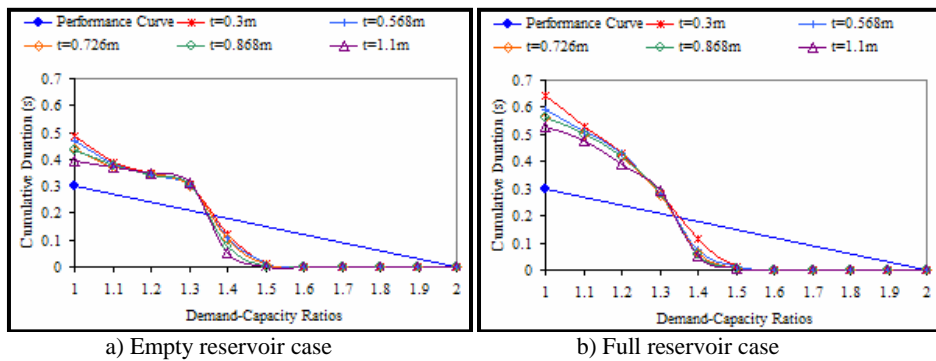 Performance Curve t=0.3m t=0.568m
t=0.726m t=0.868m t=1.1m
Cumulative Duration (s)
0.7
0.6
0.5
0.4
0.3
0.2
0.1
0
1 1.1 1.2 1.3 1.4 1.5 1.6 1.7 1.8 1.9 2
Demand-Capacity Ratios
a) Empty reservoir case
Performance Curve t=0.3m t=0.568m
t=0.726m t=0.868m t=1.1m
Cumulative Duration (s)
0.7
0.6
0.5
0.4
0.3
0.2
0.1
0
1 1.1 1.2 1.3 1.4 1.5 1.6 1.7 1.8 1.9 2
Demand-Capacity Ratios
b) Full reservoir case